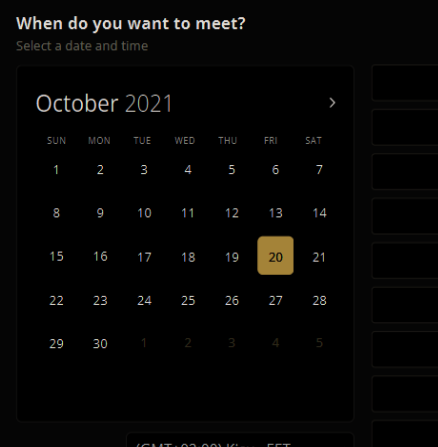 When do you want to meet?
Select a date and time
October 2021 >
SUN MON TUE WED THU FRI SAT
1 2 3 4 5 6 7
8 9 10 11 12 13 14
15 16 17 18 19 20 21
22 23 24 25 26 27 28
29 30 1 2 3 4 5